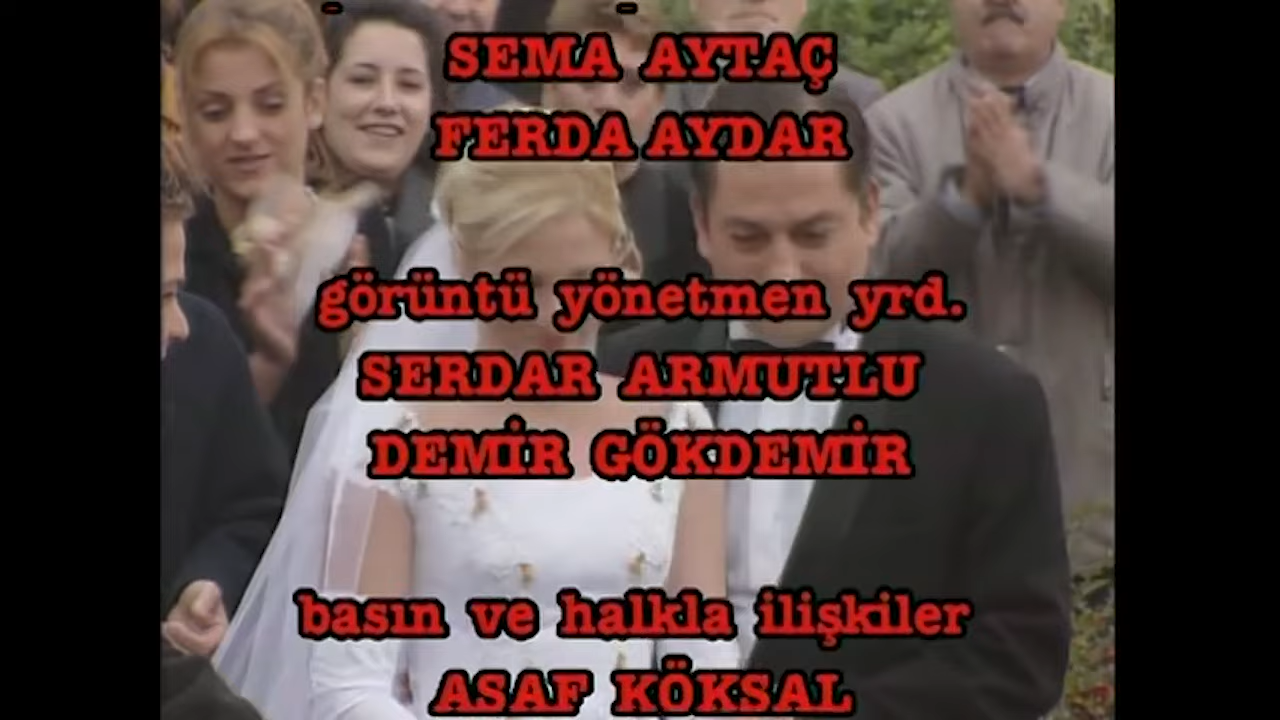 SEMA AYTAÇ
FERDA AYDAR
görüntü yönetmen yrd.
SERDAR ARMUTLU
DEMİR GÖKDEMİR
basın ve halkla ilişkiler
ASAF KÖKSAL